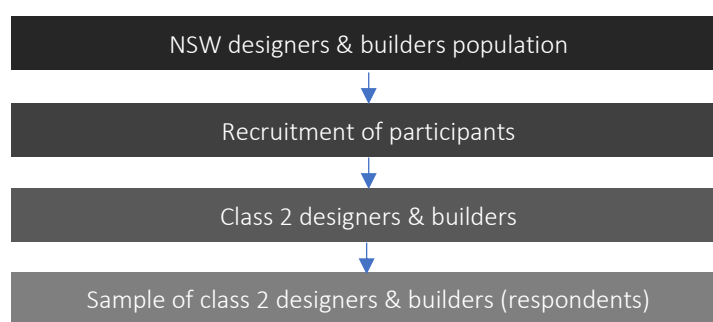 NSW designers & builders population
Recruitment of participants
Class 2 designers & builders
Sample of class 2 designers & builders (respondents)